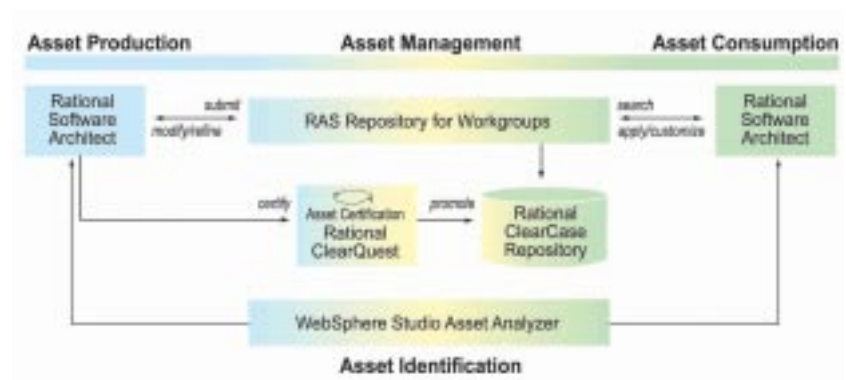 Asset Production
Asset Management
Asset Consumption
Rational
Software
Architect
submit
modify/refine
RAS Repository for Workgroups
search
apply/customize
Rational
Software
Architect
certify
Asset Certification
Rational
ClearQuest
promote
Rational
ClearCase
Repository
WebSphere Studio Asset Analyzer
Asset Identification